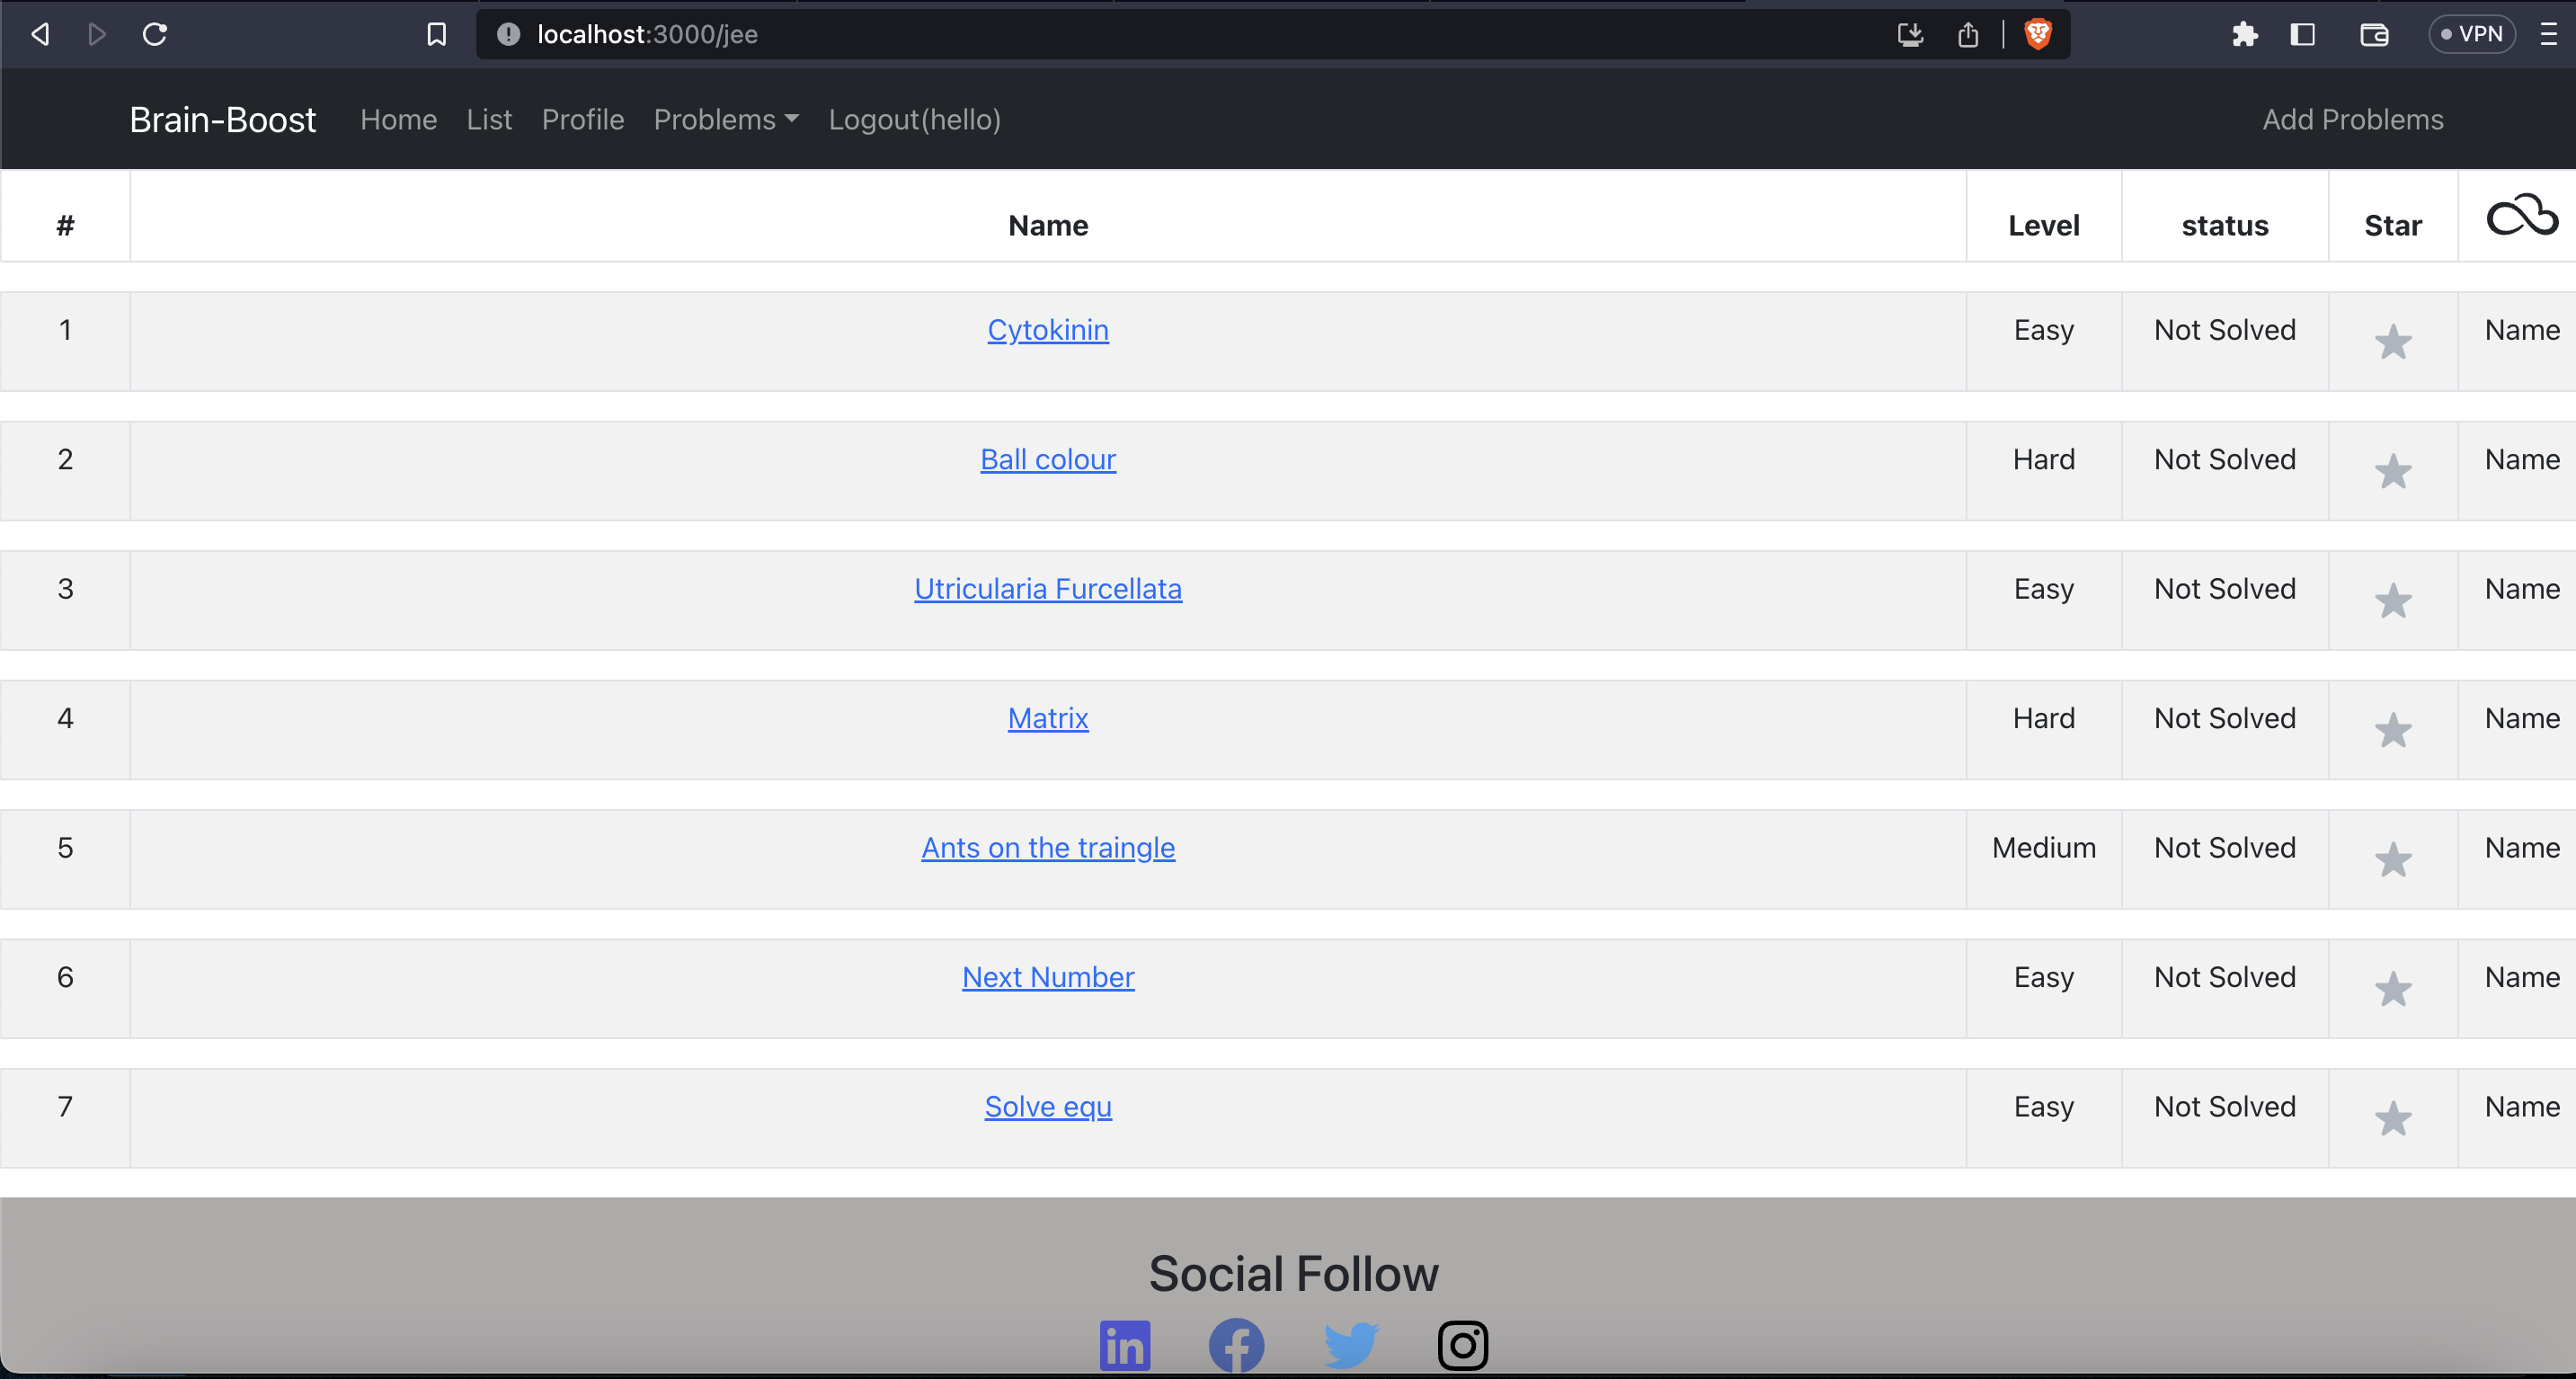 localhost:3000/jee
VPN
Brain-Boost Home List Profile Problems Logout(hello) Add Problems
# Name Level status Star
1 Cytokinin Easy Not Solved Name
2 Ball colour Hard Not Solved Name
3 Utricularia Furcellata Easy Not Solved Name
4 Matrix Hard Not Solved Name
5 Ants on the traingle Medium Not Solved Name
6 Next Number Easy Not Solved Name
7 Solve equ Easy Not Solved Name
Social Follow
in